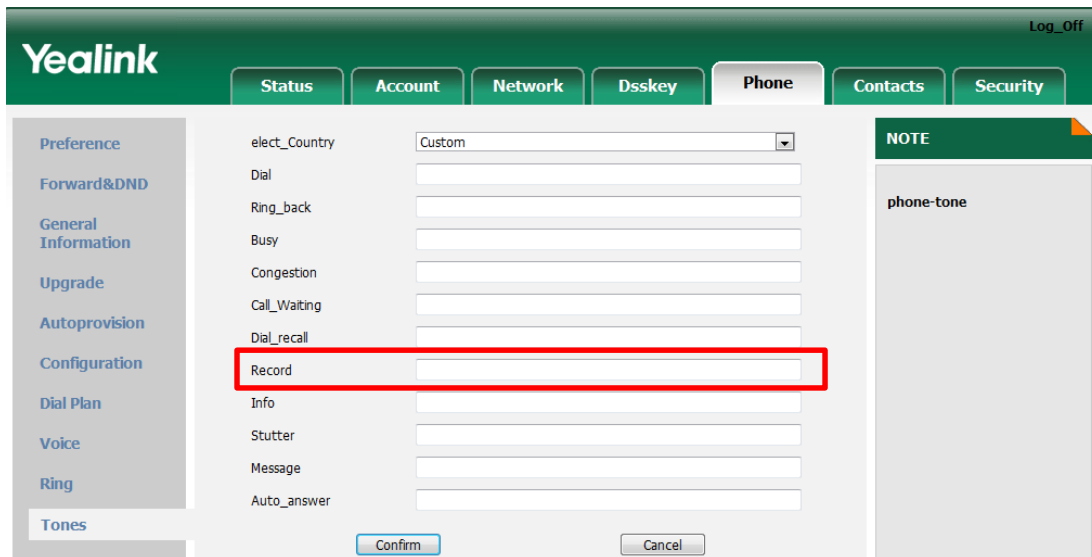 Log_Off
Yealink
Status Account Network Dsskey Phone Contacts Security
Preference
Forward&DND
General
Information
Upgrade
Autoprovision
Configuration
Dial Plan
Voice
Ring
Tones
elect_Country Custom
Dial
Ring_back
Busy
Congestion
Call_Waiting
Dial_recall
Record
Info
Stutter
Message
Auto_answer
Confirm Cancel
NOTE
phone-tone